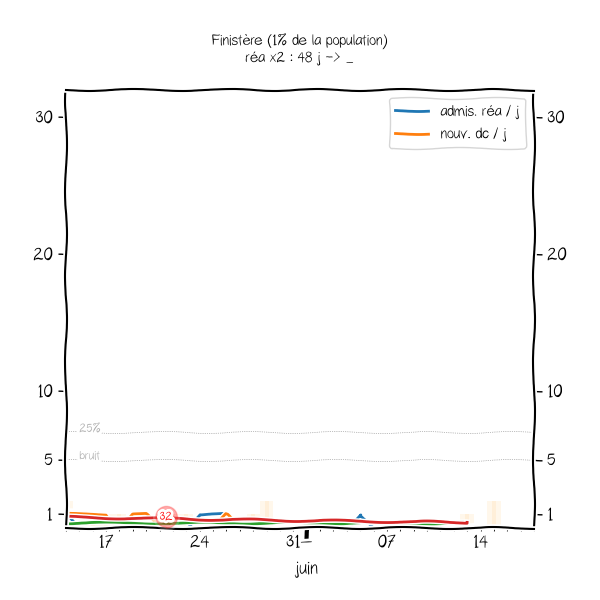 Finistère (1% de la population)
réa x2 : 48 j -> _
admis. réa / j
nouv. dc / j
30
30
20
20
10
10
25%
5
bruit
5
1
32
1
17
24
31
07
14
juin